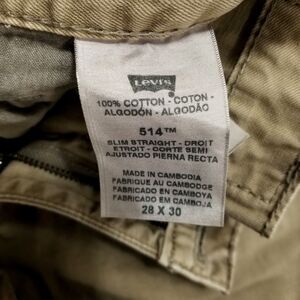 Levi's
100% COTTON - COTON -
ALGODÓN - ALGODÃO
514™
SLIM STRAIGHT - DROIT
ETROIT - CORTE SEMI
AJUSTADO PIERNA RECTA
MADE IN CAMBODIA
FABRIQUE AU CAMBODGE
FABRICADO EN CAMBOYA
FABRICADO EM CAMBOJA
28 X 30